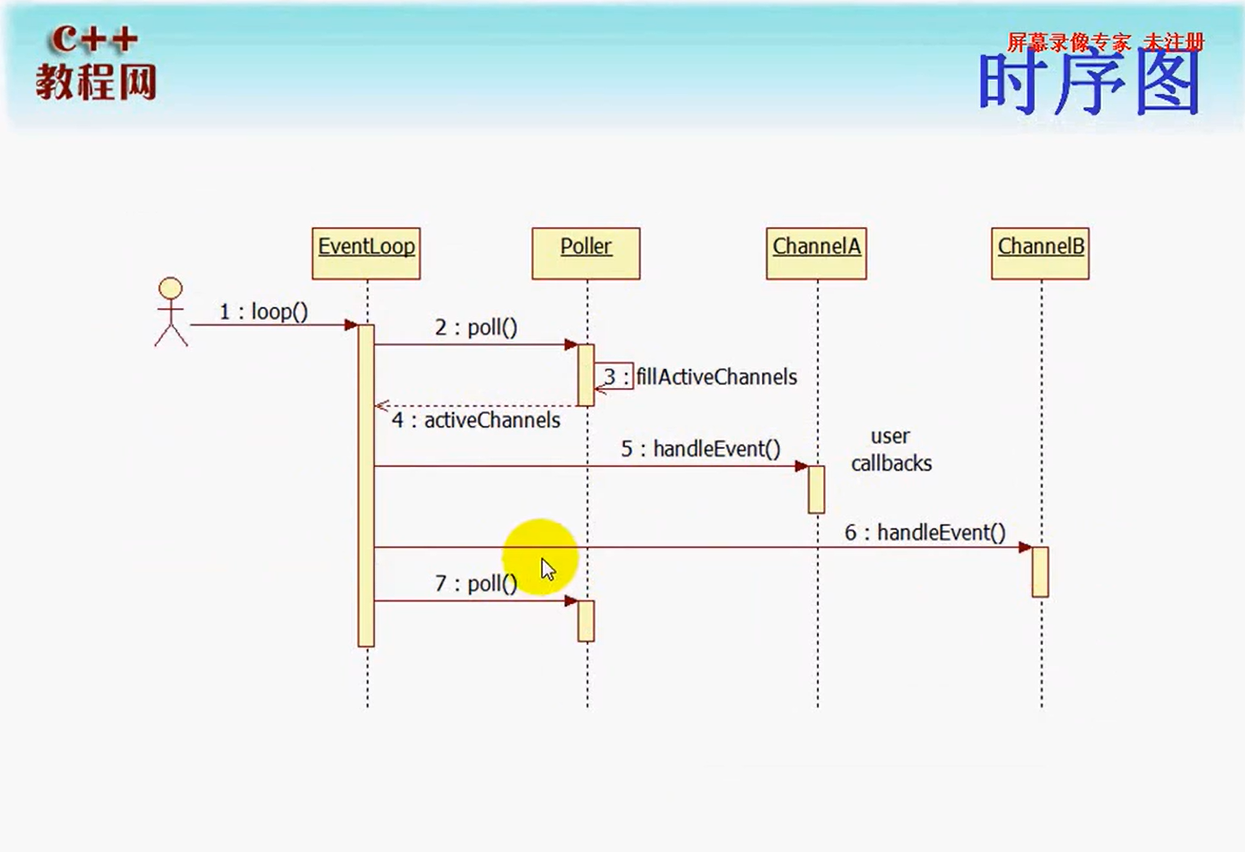 C++
教程网
屏幕录像专家 未注册
时序图
EventLoop
Poller
ChannelA
ChannelB
1 : loop()
2 : poll()
3 : fillActiveChannels
4 : activeChannels
user
callbacks
5 : handleEvent()
6 : handleEvent()
7 : poll()